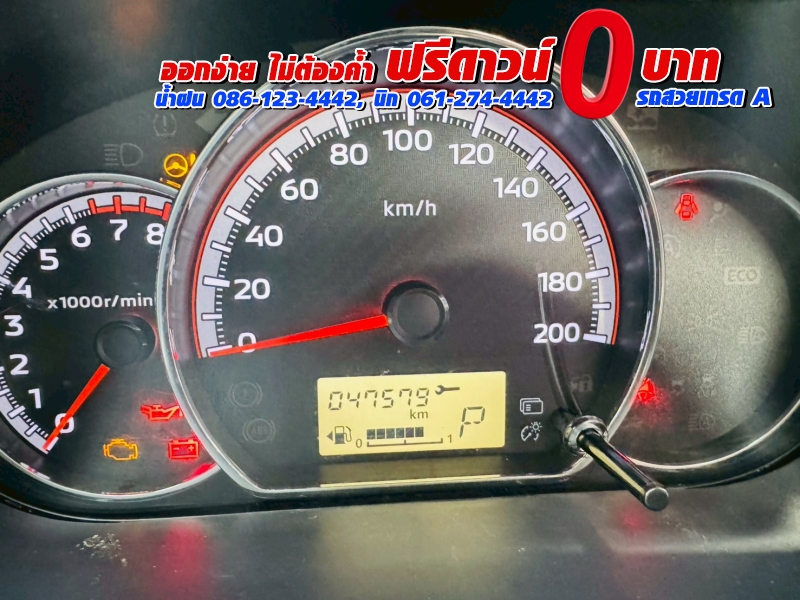 ออกง่าย ไม่ต้องค้ำ ฟรีดาวน์ 0 บาท
น้ำฝน 086-123-4442, นิก 061-274-4442 รถสวยเกรด A
0 20 40 60 80 100 120 140 160 180 200
km/h
0 1 2 3 4 5 6 7 8
x1000r/min
ECO
047579
km
P
0 1